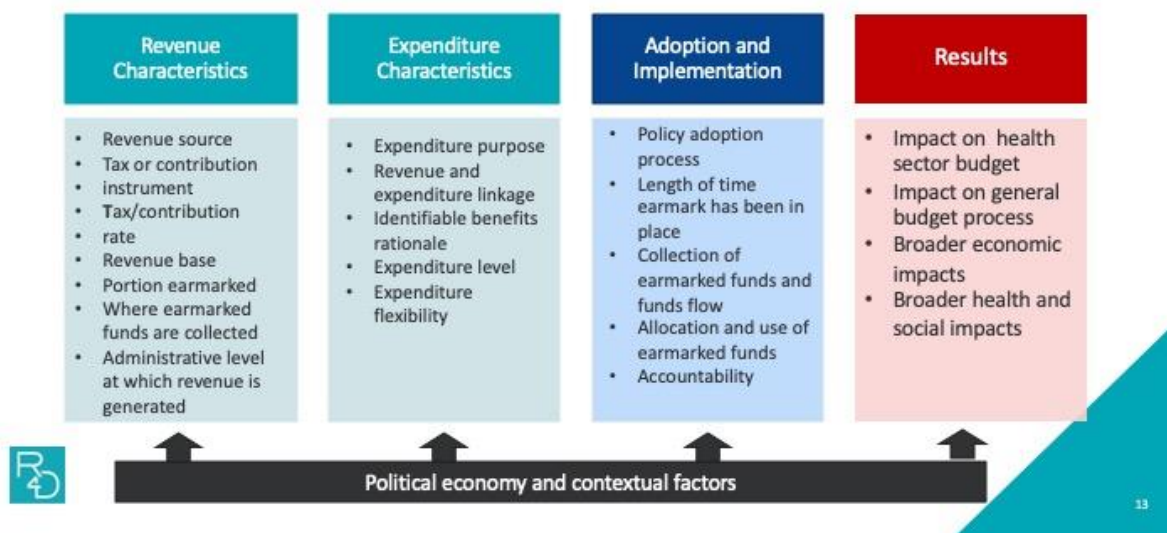 Revenue
Characteristics
• Revenue source
• Tax or contribution
• instrument
• Tax/contribution
• rate
• Revenue base
• Portion earmarked
• Where earmarked
funds are collected
• Administrative level
at which revenue is
generated
Expenditure
Characteristics
• Expenditure purpose
• Revenue and
expenditure linkage
• Identifiable benefits
rationale
• Expenditure level
• Expenditure
flexibility
Adoption and
Implementation
• Policy adoption
process
• Length of time
earmark has been in
place
• Collection of
earmarked funds and
funds flow
• Allocation and use of
earmarked funds
• Accountability
Results
• Impact on health
sector budget
• Impact on general
budget process
• Broader economic
impacts
• Broader health and
social impacts
R4D
Political economy and contextual factors
13